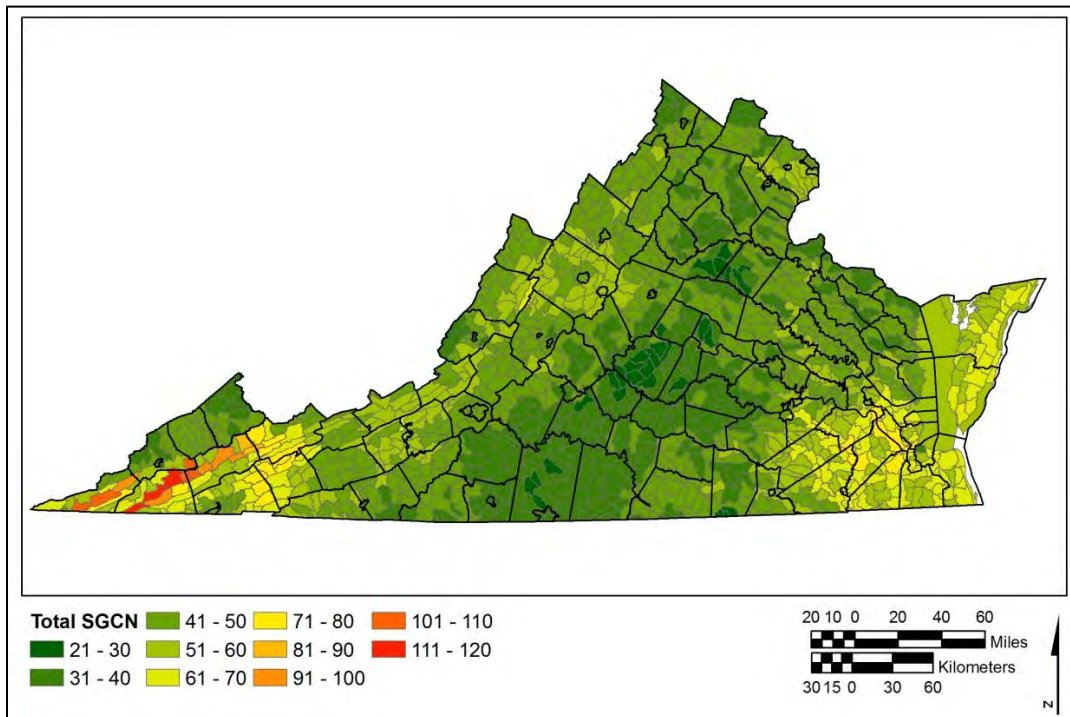 Total SGCN
21 - 30
31 - 40
41 - 50
51 - 60
61 - 70
71 - 80
81 - 90
91 - 100
101 - 110
111 - 120
20 10 0 20 40 60
Miles
Kilometers
30 15 0 30 60
N